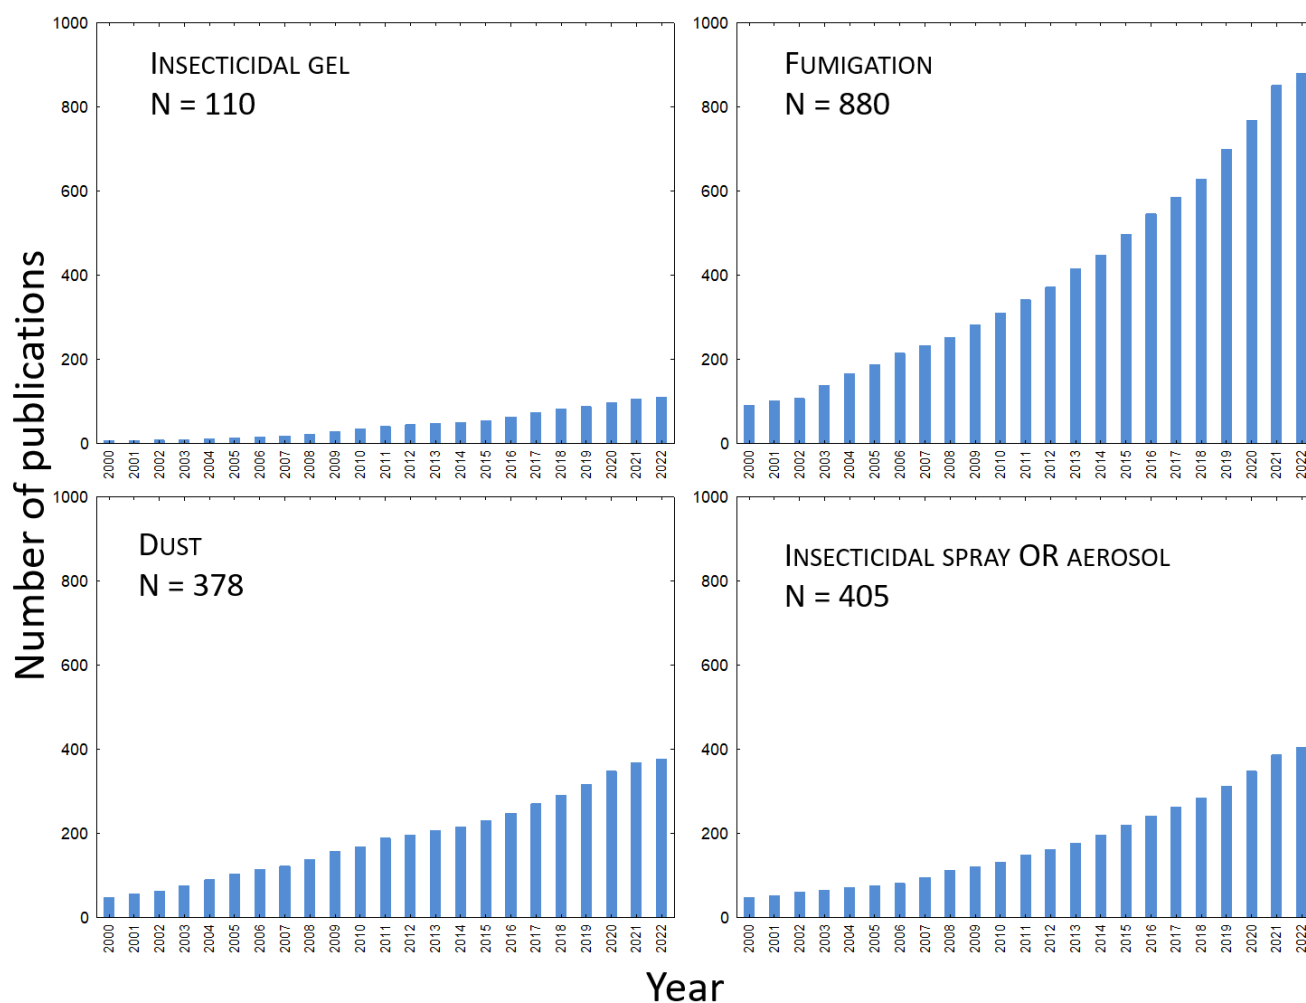 INSECTICIDAL GEL
N = 110
1000
800
600
400
200
0
2000 2001 2002 2003 2004 2005 2006 2007 2008 2009 2010 2011 2012 2013 2014 2015 2016 2017 2018 2019 2020 2021 2022
FUMIGATION
N = 880
1000
800
600
400
200
0
2000 2001 2002 2003 2004 2005 2006 2007 2008 2009 2010 2011 2012 2013 2014 2015 2016 2017 2018 2019 2020 2021 2022
Number of publications
DUST
N = 378
1000
800
600
400
200
0
2000 2001 2002 2003 2004 2005 2006 2007 2008 2009 2010 2011 2012 2013 2014 2015 2016 2017 2018 2019 2020 2021 2022
INSECTICIDAL SPRAY OR AEROSOL
N = 405
1000
800
600
400
200
0
2000 2001 2002 2003 2004 2005 2006 2007 2008 2009 2010 2011 2012 2013 2014 2015 2016 2017 2018 2019 2020 2021 2022
Year